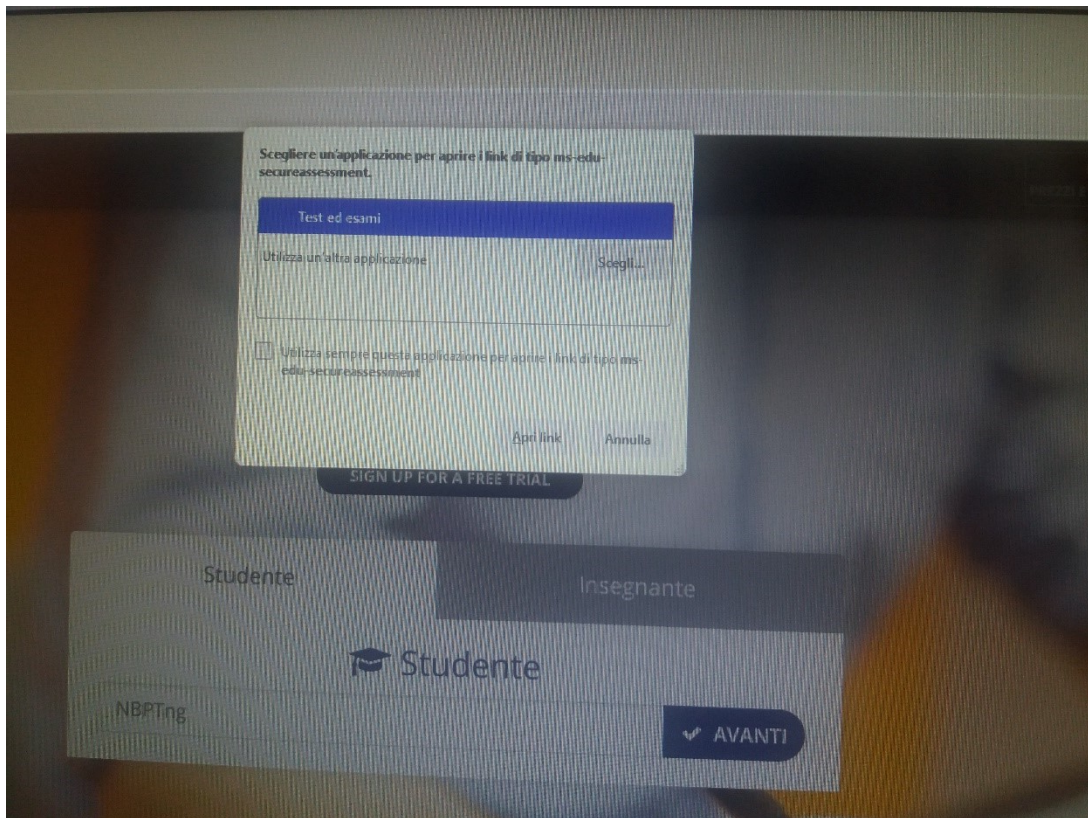 Scegliere un'applicazione per aprire i link di tipo ms-edu-
secureassessment.
Test ed esami
Utilizza un'altra applicazione
Scegli...
Utilizza sempre questa applicazione per aprire i link di tipo ms-
edu-secureassessment
Apri link
Annulla
SIGN UP FOR A FREE TRIAL
Studente
Insegnante
Studente
NBPTng
AVANTI